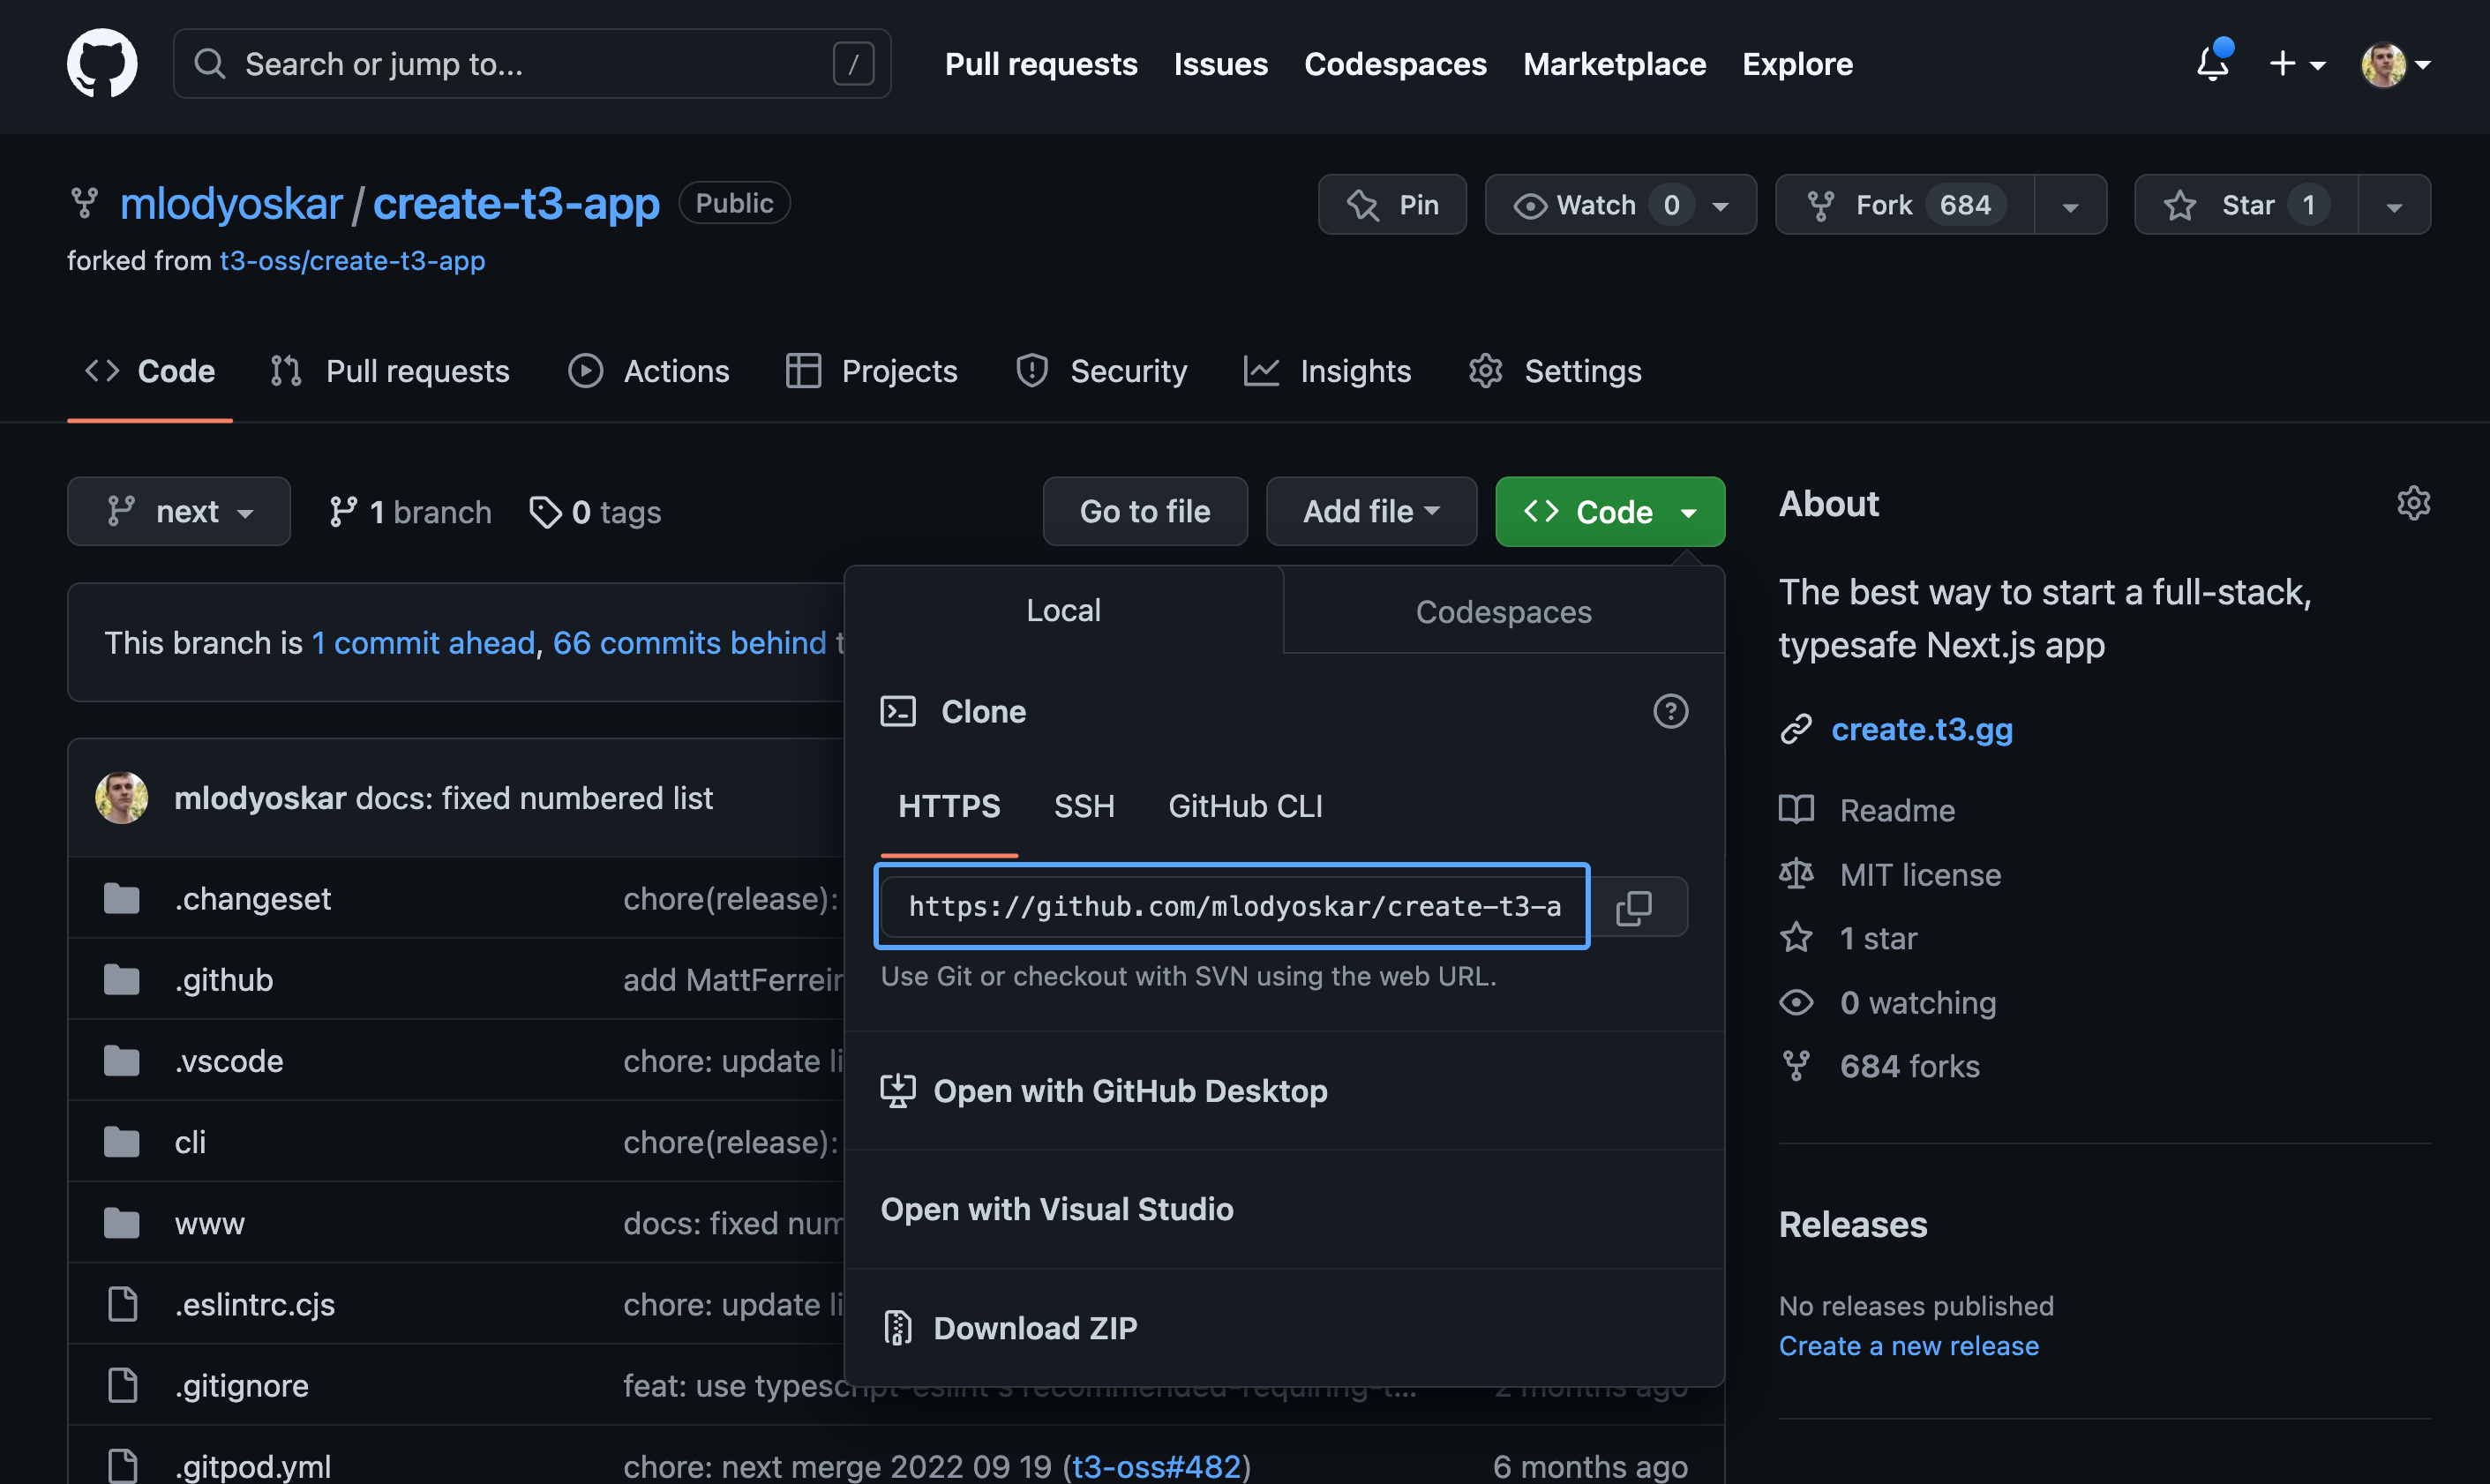 Search or jump to... /
Pull requests Issues Codespaces Marketplace Explore
mlodyoskar / create-t3-app Public
Pin Watch 0 Fork 684 Star 1
forked from t3-oss/create-t3-app
Code Pull requests Actions Projects Security Insights Settings
next 1 branch 0 tags Go to file Add file Code
This branch is 1 commit ahead, 66 commits behind t
mlodyoskar docs: fixed numbered list
.changeset chore(release):
.github add MattFerreir
.vscode chore: update li
cli chore(release):
www docs: fixed num
.eslintrc.cjs chore: update li
.gitignore feat: use typescript-eslint's recommended-requiring-t... 2 months ago
.gitpod.yml chore: next merge 2022 09 19 (t3-oss#482) 6 months ago
Local Codespaces
Clone
HTTPS SSH GitHub CLI
https://github.com/mlodyoskar/create-t3-a
Use Git or checkout with SVN using the web URL.
Open with GitHub Desktop
Open with Visual Studio
Download ZIP
About
The best way to start a full-stack,
typesafe Next.js app
create.t3.gg
Readme
MIT license
1 star
0 watching
684 forks
Releases
No releases published
Create a new release